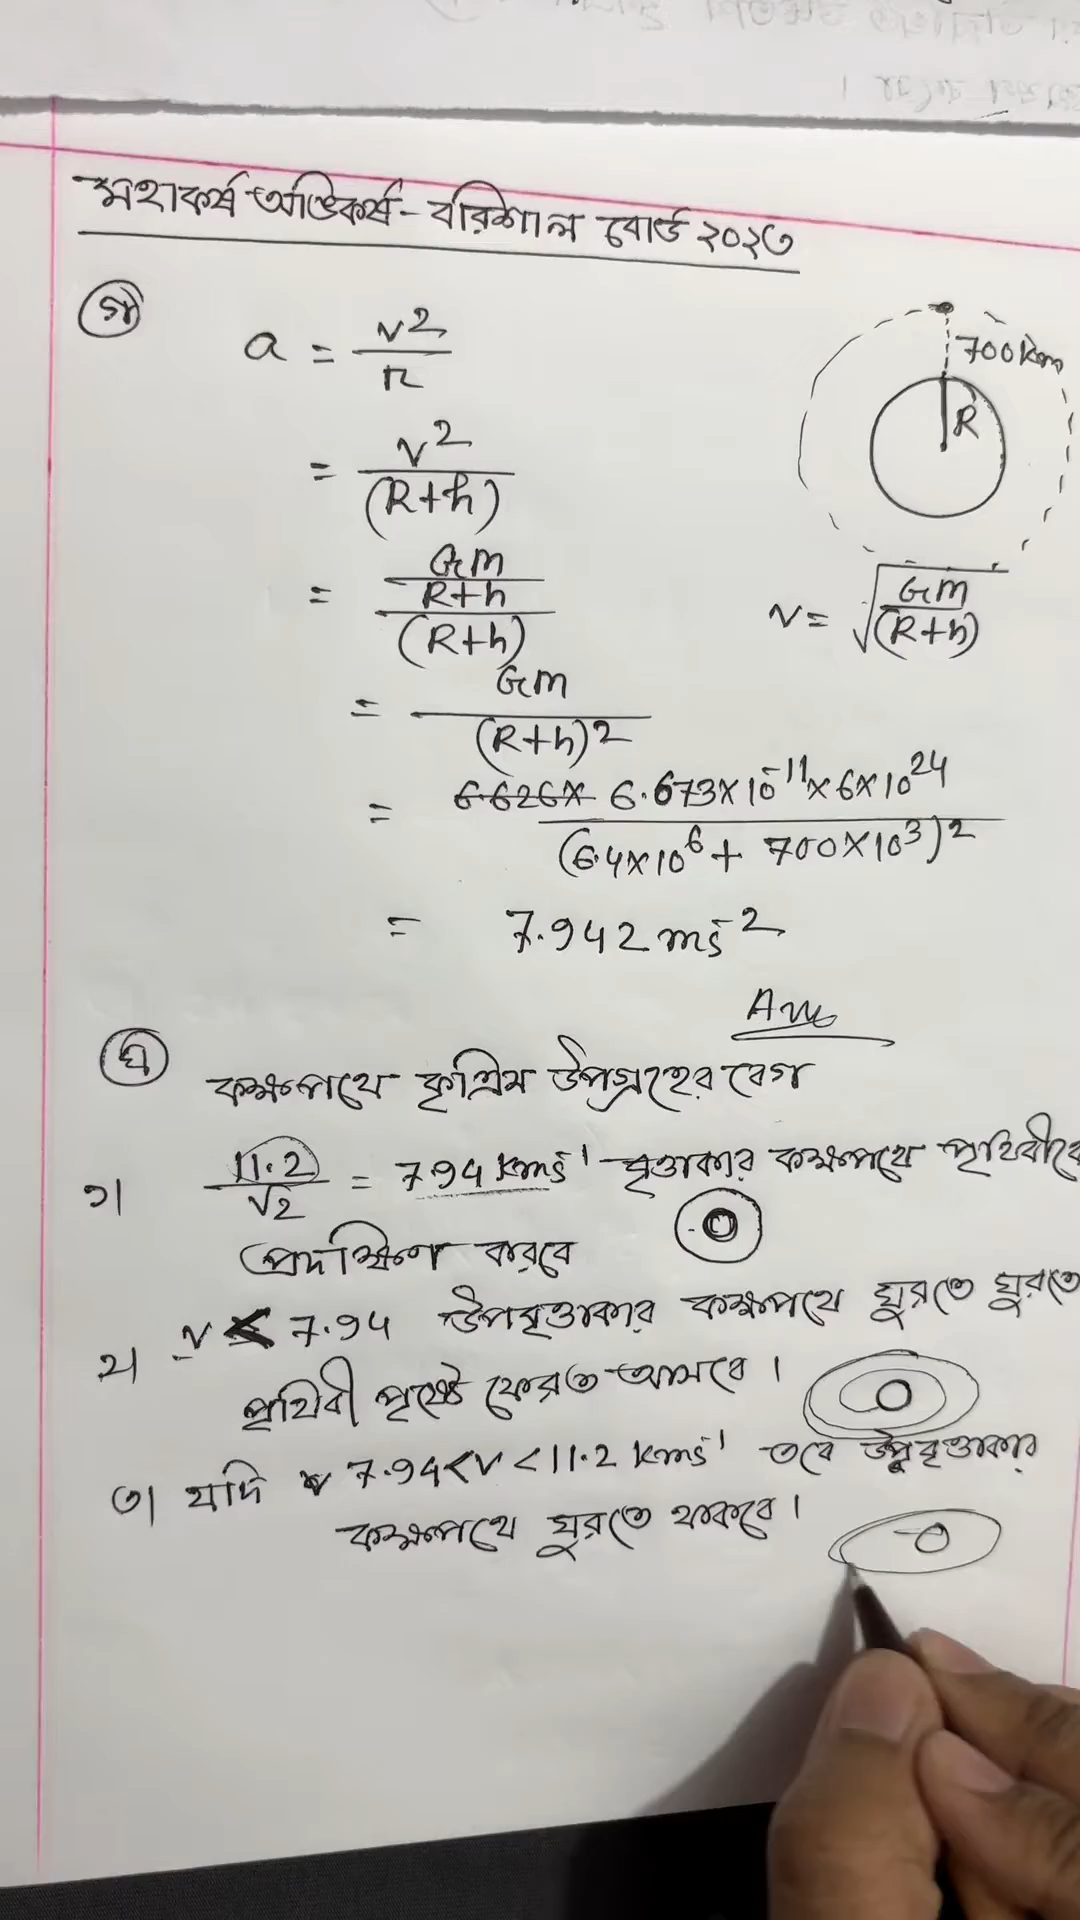 মহাকর্ষ অভিকর্ষ - বরিশাল বোর্ড ২০২৩
গ
a = v²/r
700 km
R
= v²/(R+h)
= (GM/(R+h))/(R+h)
v = √(GM/(R+h))
= GM/(R+h)²
= 6.626× 6.673×10⁻¹¹×6×10²⁴/(6.4×10⁶ + 700×10³)²
= 7.942 ms⁻²
Ans
ঘ
কক্ষপথে কৃত্রিম উপগ্রহের বেগ
১। 11.2/√2 = 7.94 kms⁻¹ বৃত্তাকার কক্ষপথে পৃথিবীকে
প্রদক্ষিণ করবে
২। v < 7.94 উপবৃত্তাকার কক্ষপথে ঘুরতে ঘুরতে
পৃথিবী পৃষ্ঠে ফেরত আসবে।
৩। যদি 7.94<v<11.2 kms⁻¹ তবে উপবৃত্তাকার
কক্ষপথে ঘুরতে থাকবে।